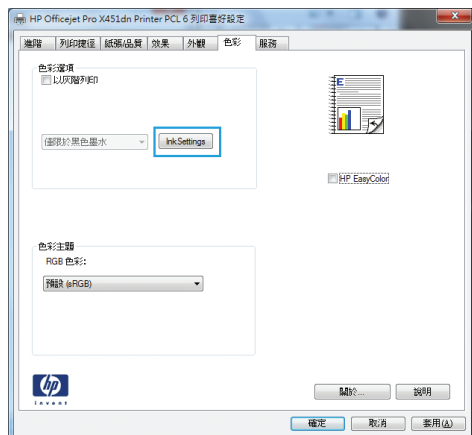 HP Officejet Pro X451dn Printer PCL 6 列印喜好設定
進階 列印捷徑 紙張/品質 效果 外觀 色彩 服務
色彩選項
以灰階列印
僅限於黑色墨水
Ink Settings
HP EasyColor
色彩主題
RGB 色彩:
預設 (sRGB)
hp
invent
關於... 說明
確定 取消 套用(A)